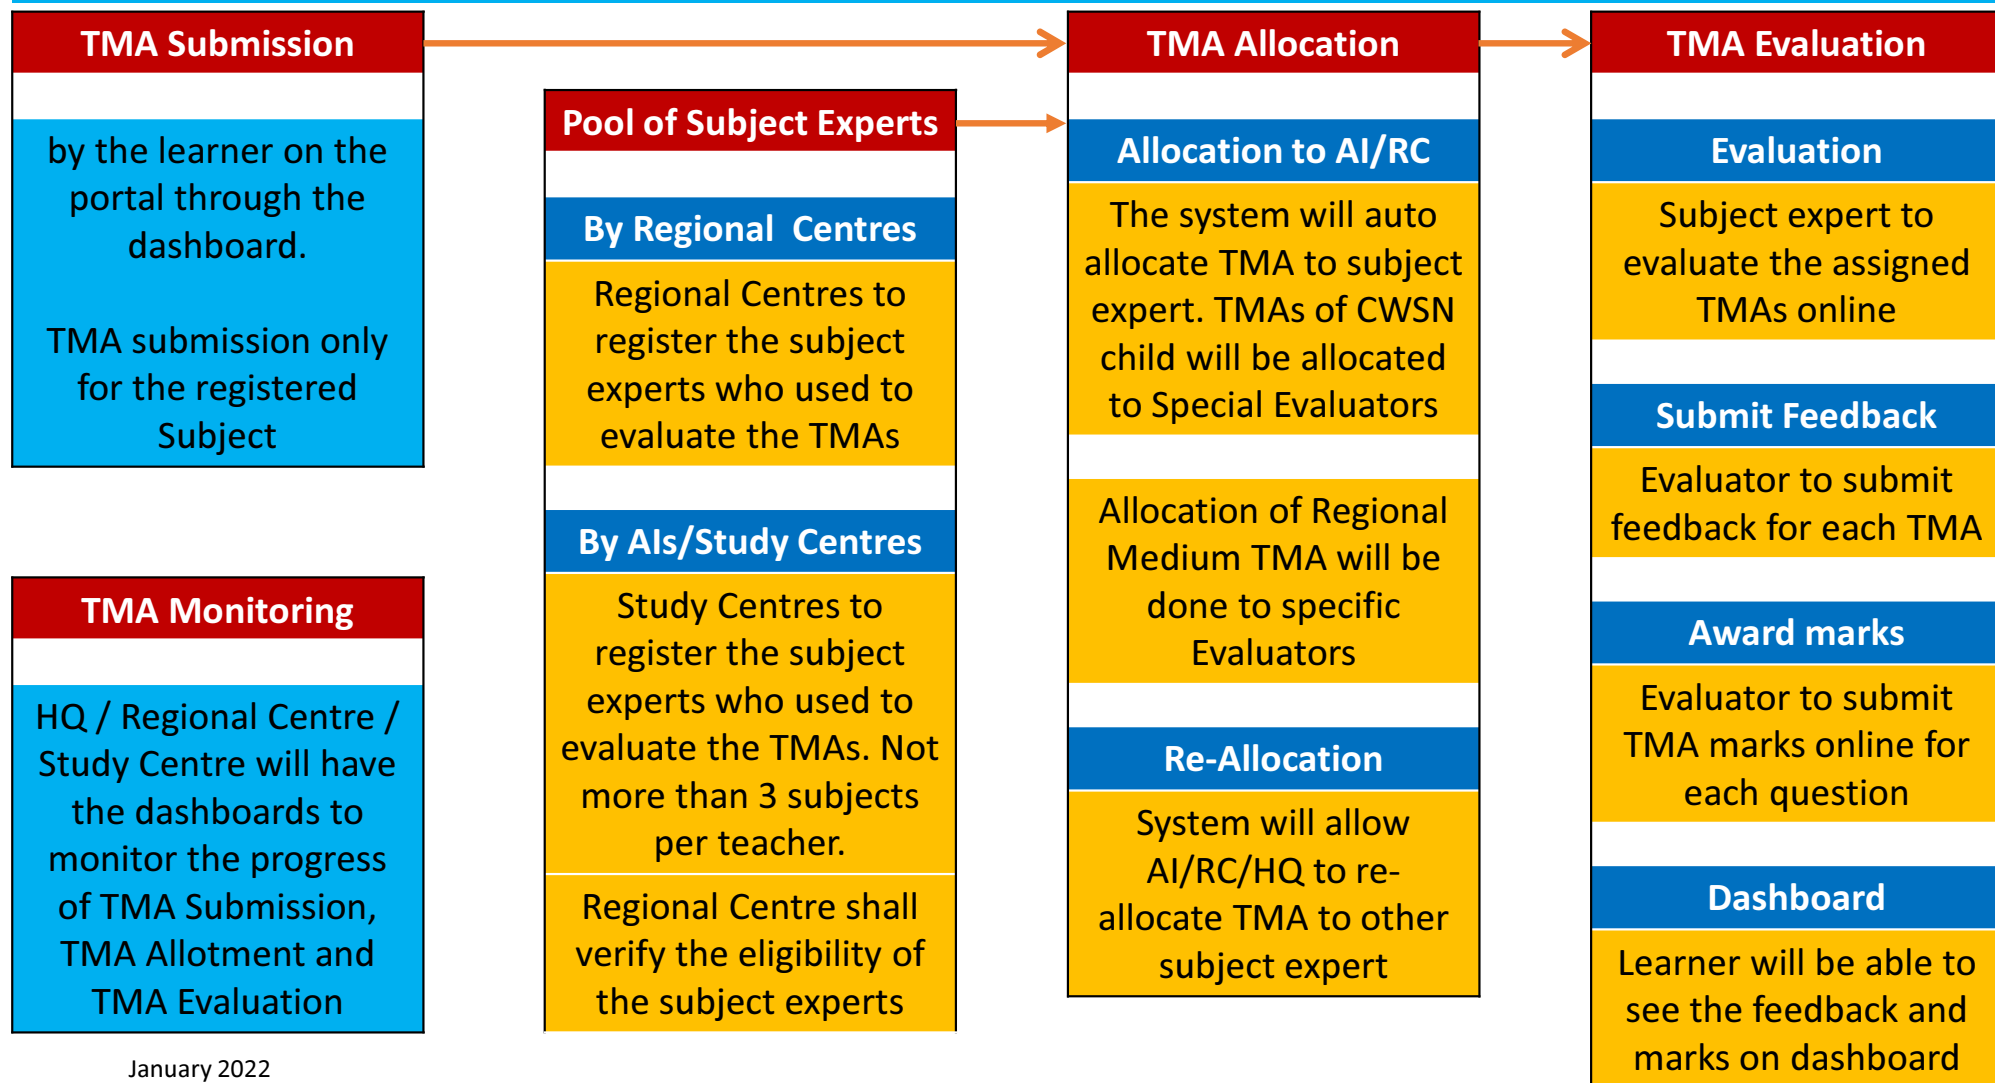 TMA Submission
by the learner on the
portal through the
dashboard.
TMA submission only
for the registered
Subject
TMA Monitoring
HQ / Regional Centre /
Study Centre will have
the dashboards to
monitor the progress
of TMA Submission,
TMA Allotment and
TMA Evaluation
January 2022
Pool of Subject Experts
By Regional Centres
Regional Centres to
register the subject
experts who used to
evaluate the TMAs
By AIs/Study Centres
Study Centres to
register the subject
experts who used to
evaluate the TMAs. Not
more than 3 subjects
per teacher.
Regional Centre shall
verify the eligibility of
the subject experts
TMA Allocation
Allocation to AI/RC
The system will auto
allocate TMA to subject
expert. TMAs of CWSN
child will be allocated
to Special Evaluators
Allocation of Regional
Medium TMA will be
done to specific
Evaluators
Re-Allocation
System will allow
AI/RC/HQ to re-
allocate TMA to other
subject expert
TMA Evaluation
Evaluation
Subject expert to
evaluate the assigned
TMAs online
Submit Feedback
Evaluator to submit
feedback for each TMA
Award marks
Evaluator to submit
TMA marks online for
each question
Dashboard
Learner will be able to
see the feedback and
marks on dashboard